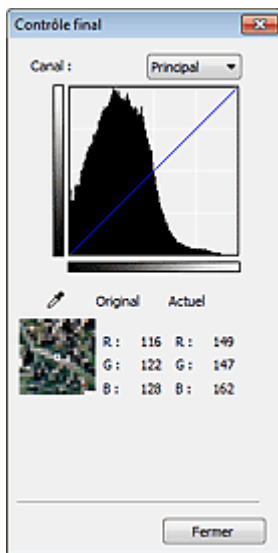 Contrôle final
Canal : Principal
Original Actuel
R : 116 R : 149
G : 122 G : 147
B : 128 B : 162
Fermer